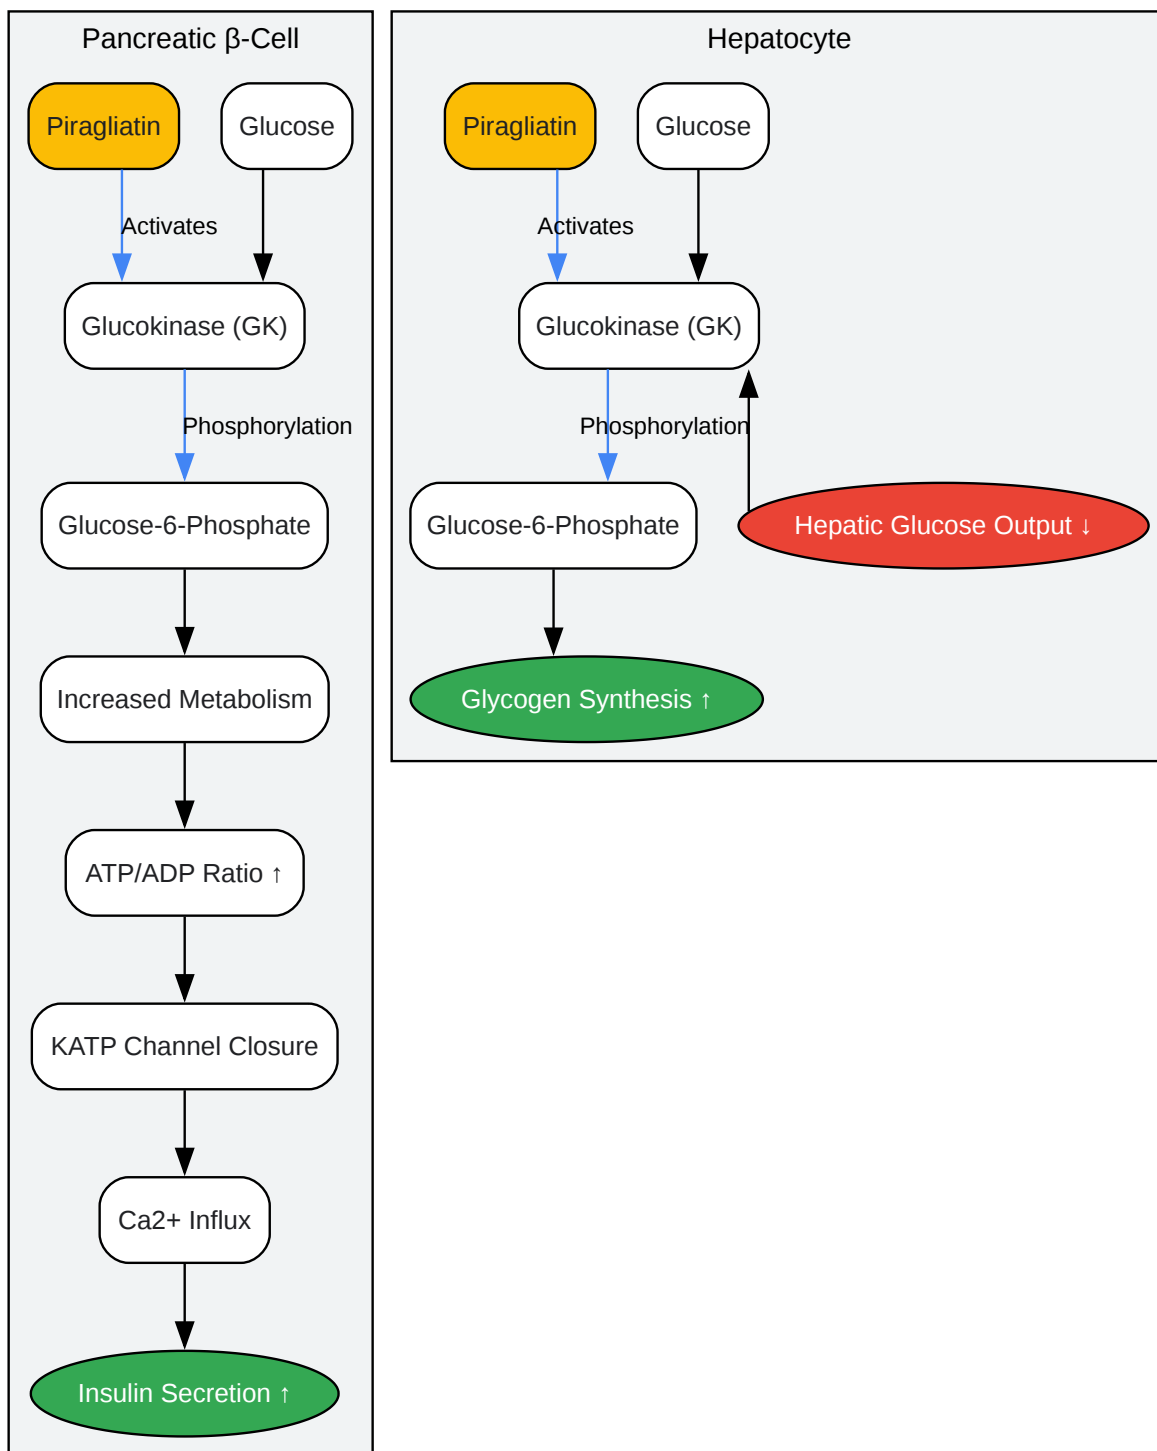 Pancreatic β-Cell
Piragliatin
Glucose
Activates
Glucokinase (GK)
Phosphorylation
Glucose-6-Phosphate
Increased Metabolism
ATP/ADP Ratio ↑
KATP Channel Closure
Ca2+ Influx
Insulin Secretion ↑
Hepatocyte
Piragliatin
Glucose
Activates
Glucokinase (GK)
Phosphorylation
Glucose-6-Phosphate
Hepatic Glucose Output ↓
Glycogen Synthesis ↑